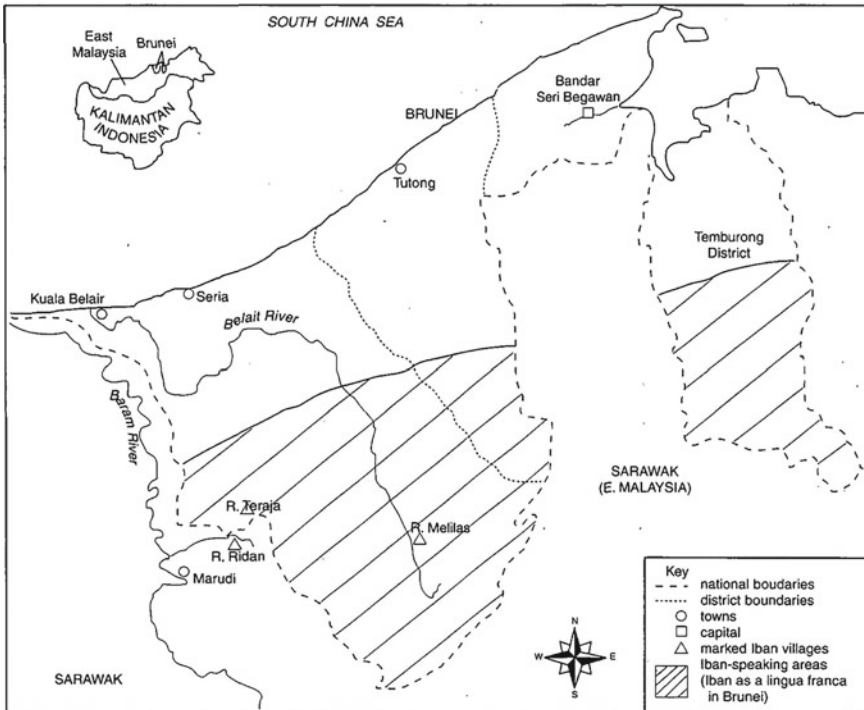 SOUTH CHINA SEA
East
Malaysia
Brunei
KALIMANTAN
INDONESIA
BRUNEI
Bandar
Seri Begawan
Tutong
Temburong
District
Kuala Belair
Seria
Belait River
Baram River
SARAWAK
(E. MALAYSIA)
R. Teraja
R. Melilas
R. Ridan
Marudi
SARAWAK
N
W
E
S
Key
national boudaries
district boundaries
towns
capital
marked Iban villages
Iban-speaking areas
(Iban as a lingua franca
in Brunei)